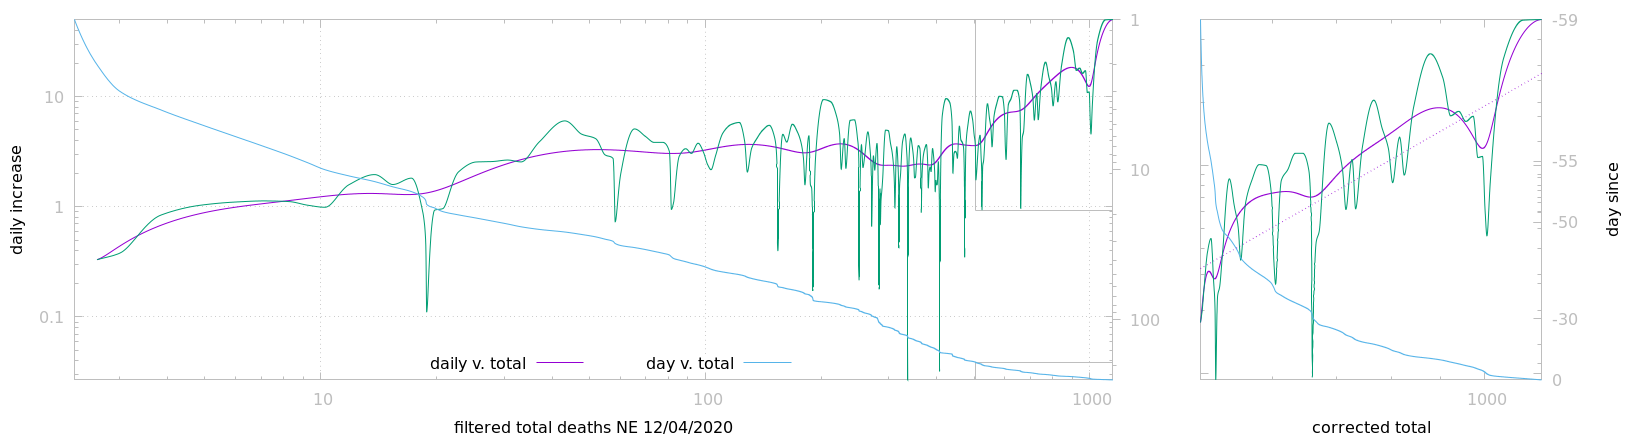 1
-59
10
daily increase
-55
10
day since
1
-50
daily v. total
day v. total
0.1
100
-30
0
10
100
1000
1000
filtered total deaths NE 12/04/2020
corrected total